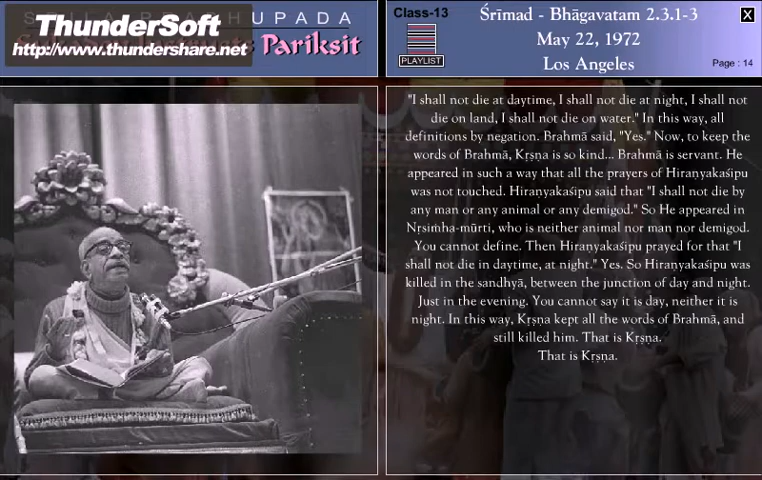 HUPADA
ThunderSoft
http://www.thundershare.net
Pariksit
Class-13
PLAYLIST
Śrīmad - Bhāgavatam 2.3.1-3
May 22, 1972
Los Angeles
X
Page : 14
"I shall not die at daytime, I shall not die at night, I shall not
die on land, I shall not die on water." In this way, all
definitions by negation. Brahmā said, "Yes." Now, to keep the
words of Brahmā, Kṛṣṇa is so kind... Brahmā is servant. He
appeared in such a way that all the prayers of Hiraṇyakaśipu
was not touched. Hiraṇyakaśipu said that "I shall not die by
any man or any animal or any demigod." So He appeared in
Nṛsiṁha-mūrti, who is neither animal nor man nor demigod.
You cannot define. Then Hiraṇyakaśipu prayed for that "I
shall not die in daytime, at night." Yes. So Hiraṇyakaśipu was
killed in the sandhyā, between the junction of day and night.
Just in the evening. You cannot say it is day, neither it is
night. In this way, Kṛṣṇa kept all the words of Brahmā, and
still killed him. That is Kṛṣṇa.
That is Kṛṣṇa.